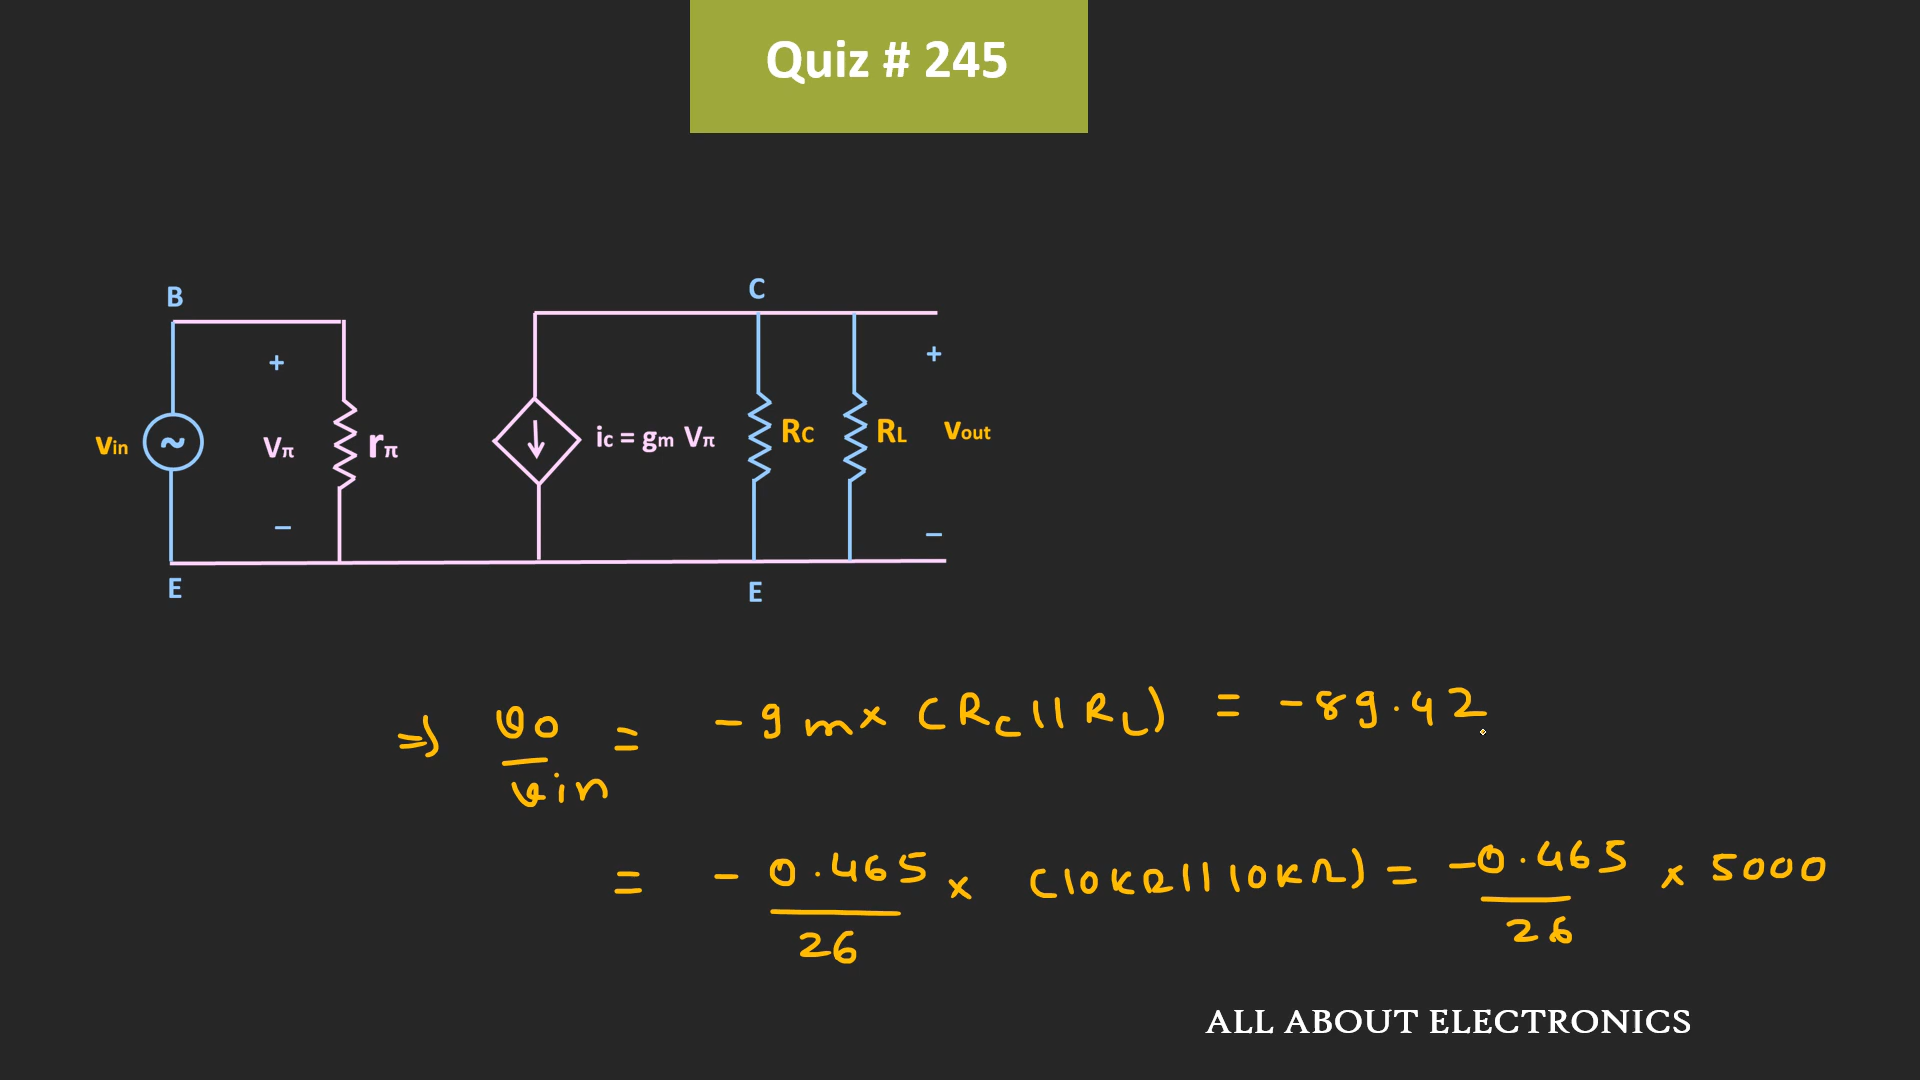 Quiz # 245
B
C
+
+
vin
Vπ
rπ
ic = gm Vπ
RC
RL
vout
–
–
E
E
⇒ vo/vin = - gm × (RC || RL) = -89.42
= - 0.465/26 × (10KΩ || 10KΩ) = -0.465/26 × 5000
ALL ABOUT ELECTRONICS